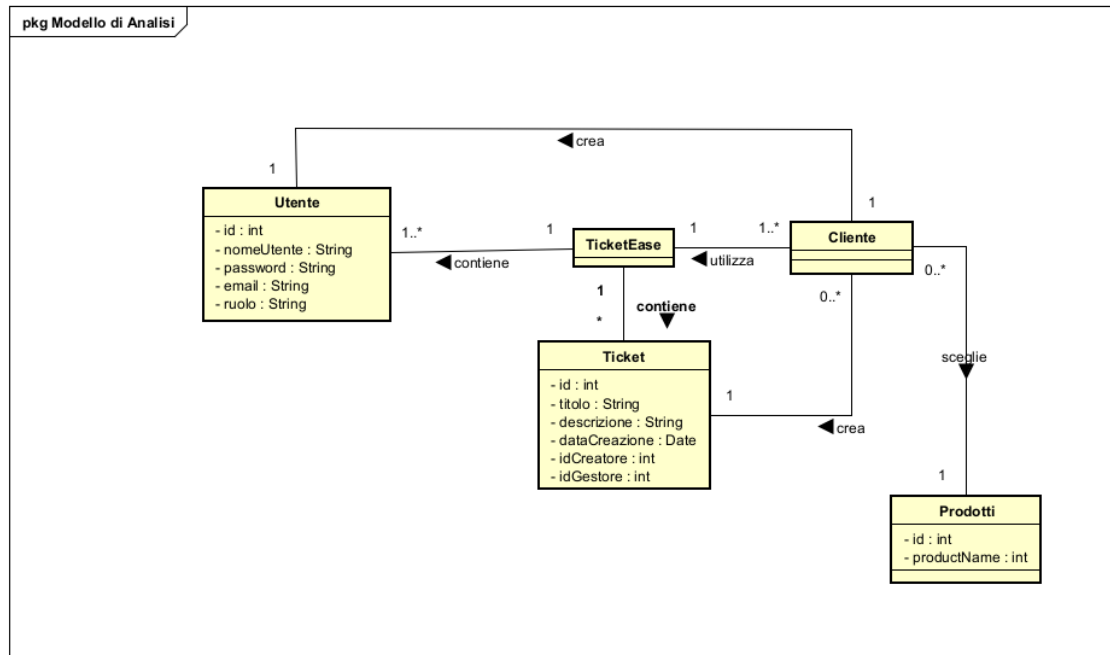 pkg Modello di Analisi
crea
1
1
Utente
- id : int
- nomeUtente : String
- password : String
- email : String
- ruolo : String
1..*
1
contiene
TicketEase
1
1..*
utilizza
Cliente
0..*
0..*
1
contiene
*
sceglie
Ticket
- id : int
- titolo : String
- descrizione : String
- dataCreazione : Date
- idCreatore : int
- idGestore : int
1
crea
1
Prodotti
- id : int
- productName : int